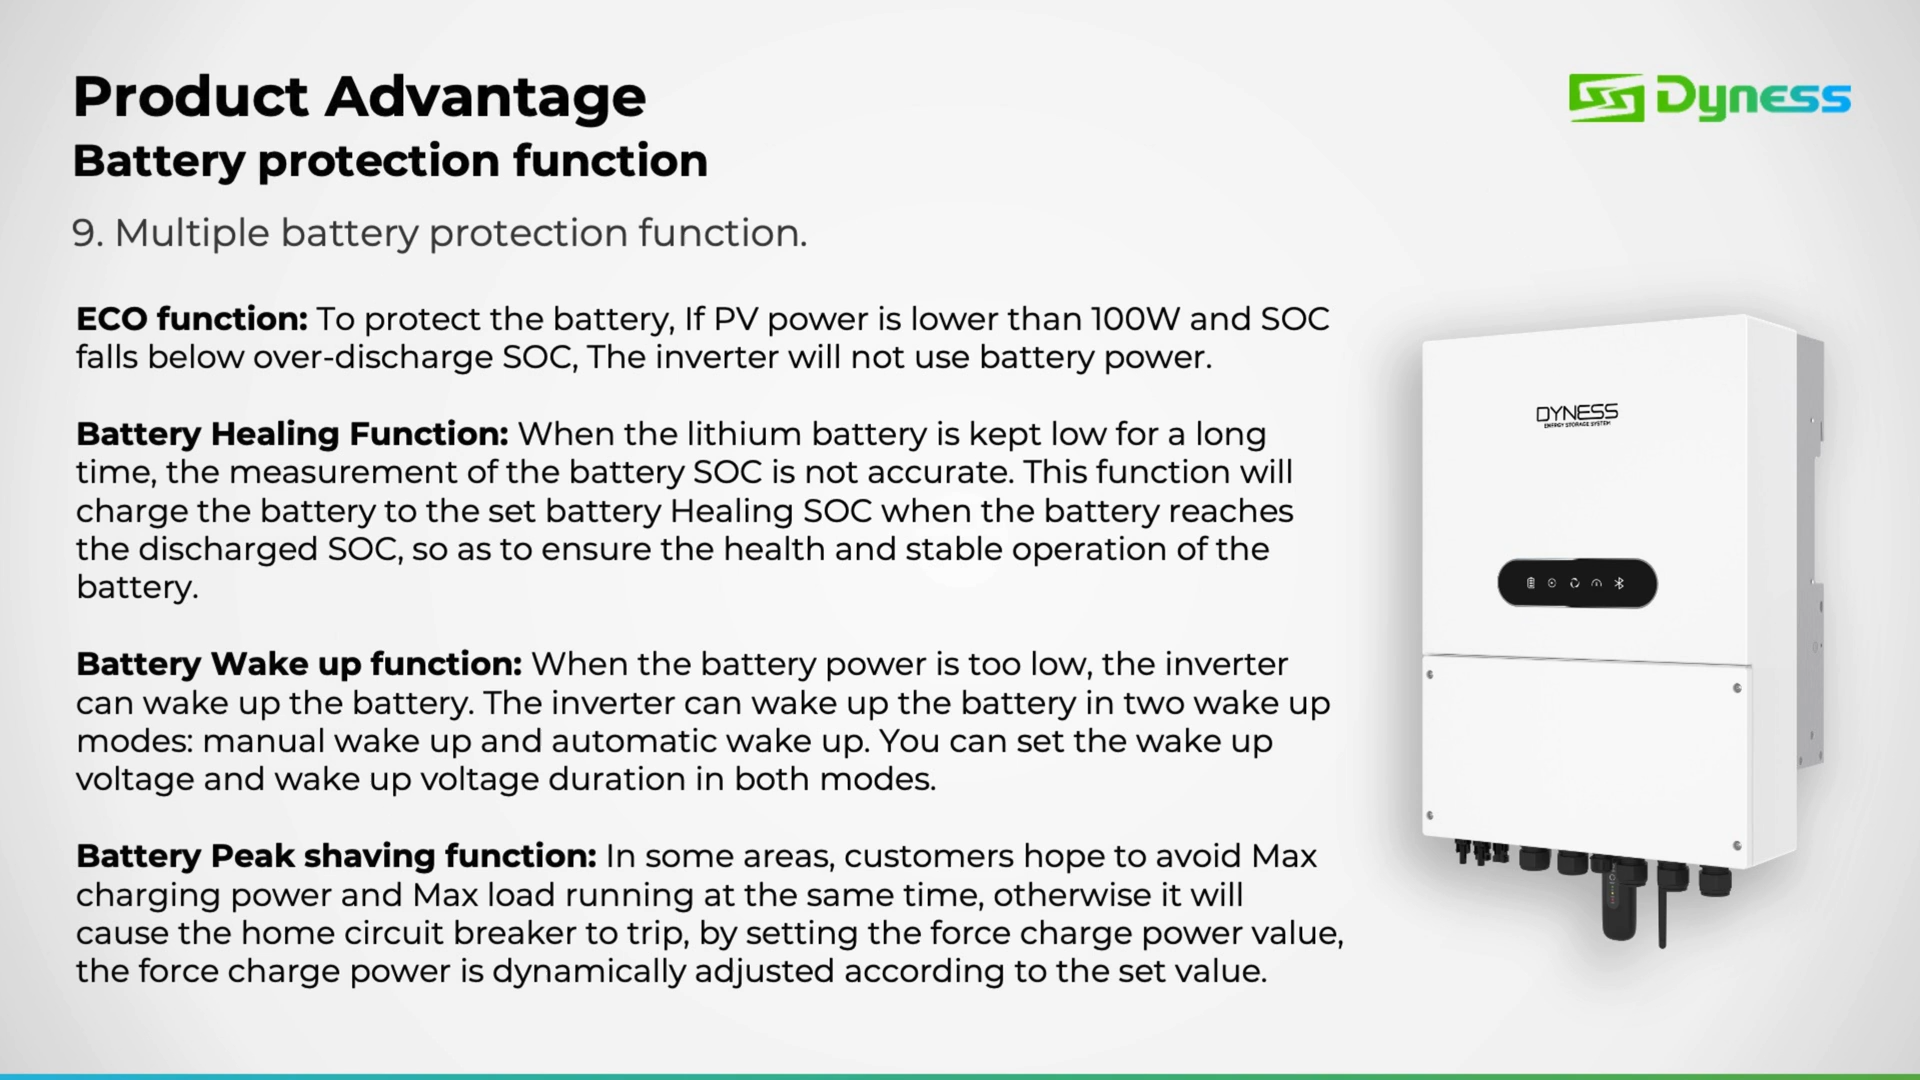 Product Advantage
Dyness
Battery protection function
9. Multiple battery protection function.
ECO function: To protect the battery, If PV power is lower than 100W and SOC
falls below over-discharge SOC, The inverter will not use battery power.
Battery Healing Function: When the lithium battery is kept low for a long
time, the measurement of the battery SOC is not accurate. This function will
charge the battery to the set battery Healing SOC when the battery reaches
the discharged SOC, so as to ensure the health and stable operation of the
battery.
Battery Wake up function: When the battery power is too low, the inverter
can wake up the battery. The inverter can wake up the battery in two wake up
modes: manual wake up and automatic wake up. You can set the wake up
voltage and wake up voltage duration in both modes.
Battery Peak shaving function: In some areas, customers hope to avoid Max
charging power and Max load running at the same time, otherwise it will
cause the home circuit breaker to trip, by setting the force charge power value,
the force charge power is dynamically adjusted according to the set value.
DYNESS
ENERGY STORAGE SYSTEM